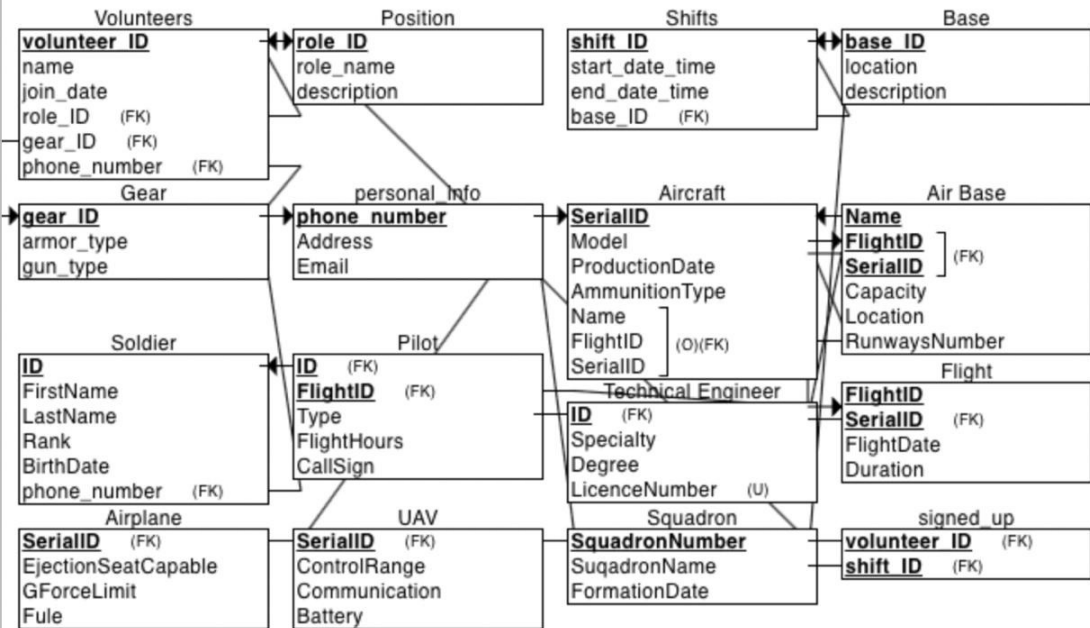 Volunteers
volunteer_ID
name
join_date
role_ID (FK)
gear_ID (FK)
phone_number (FK)
Position
role_ID
role_name
description
Shifts
shift_ID
start_date_time
end_date_time
base_ID (FK)
Base
base_ID
location
description
Gear
gear_ID
armor_type
gun_type
personal_info
phone_number
Address
Email
Aircraft
SerialID
Model
ProductionDate
AmmunitionType
Name
FlightID
SerialID
(O)(FK)
Air Base
Name
FlightID
SerialID
(FK)
Capacity
Location
RunwaysNumber
Soldier
ID
FirstName
LastName
Rank
BirthDate
phone_number (FK)
Pilot
ID (FK)
FlightID (FK)
Type
FlightHours
CallSign
Technical Engineer
ID (FK)
Specialty
Degree
LicenceNumber (U)
Flight
FlightID
SerialID (FK)
FlightDate
Duration
Airplane
SerialID (FK)
EjectionSeatCapable
GForceLimit
Fule
UAV
SerialID (FK)
ControlRange
Communication
Battery
Squadron
SquadronNumber
SuqadronName
FormationDate
signed_up
volunteer_ID (FK)
shift_ID (FK)